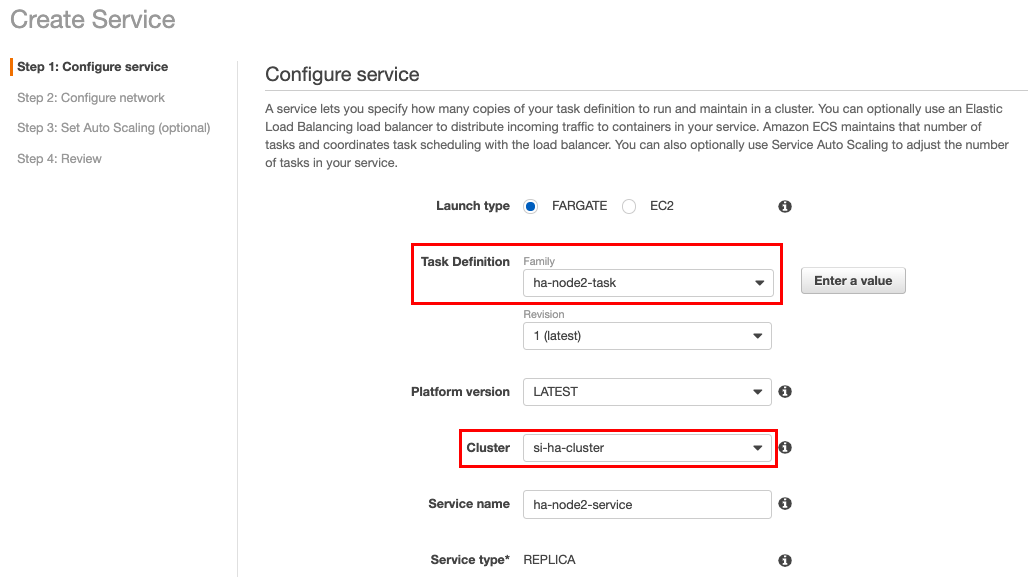 Create Service
Step 1: Configure service
Step 2: Configure network
Step 3: Set Auto Scaling (optional)
Step 4: Review
Configure service
A service lets you specify how many copies of your task definition to run and maintain in a cluster. You can optionally use an Elastic
Load Balancing load balancer to distribute incoming traffic to containers in your service. Amazon ECS maintains that number of
tasks and coordinates task scheduling with the load balancer. You can also optionally use Service Auto Scaling to adjust the number
of tasks in your service.
Launch type FARGATE EC2
Task Definition Family
ha-node2-task Enter a value
Revision
1 (latest)
Platform version LATEST
Cluster si-ha-cluster
Service name ha-node2-service
Service type* REPLICA